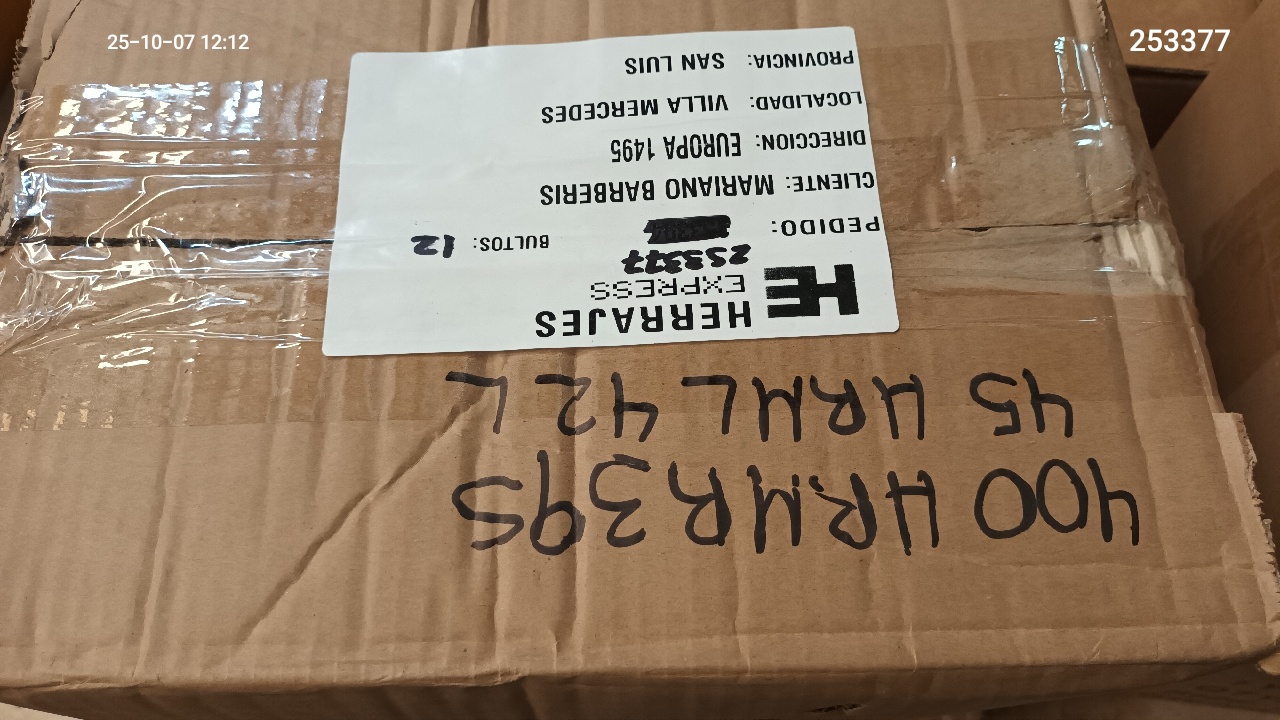 25-10-07 12:12
253377
400 HRMR395
45 HRML 42 L
HE HERRAJES
EXPRESS
253377
PEDIDO: BULTOS: 12
CLIENTE: MARIANO BARBERIS
DIRECCION: EUROPA 1495
LOCALIDAD: VILLA MERCEDES
PROVINCIA: SAN LUIS